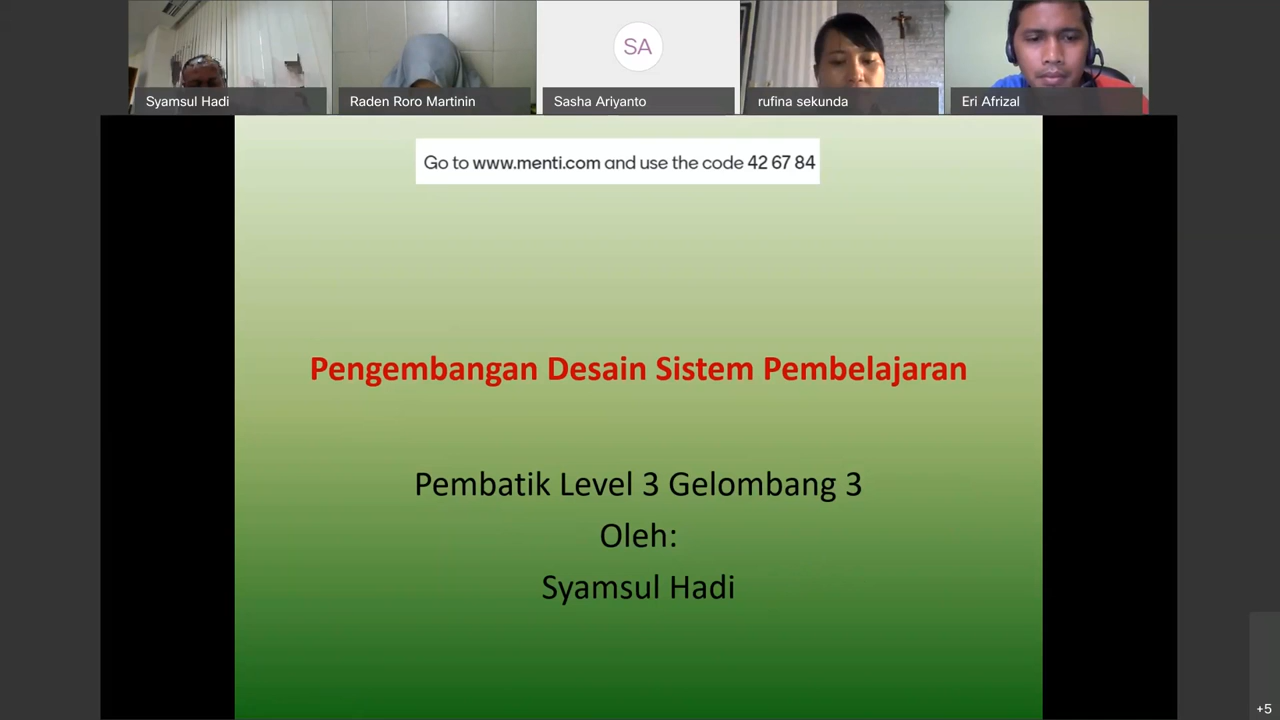 Syamsul Hadi
Raden Roro Martinin
SA
Sasha Ariyanto
rufina sekunda
Eri Afrizal
Go to www.menti.com and use the code 42 67 84
Pengembangan Desain Sistem Pembelajaran
Pembatik Level 3 Gelombang 3
Oleh:
Syamsul Hadi
+5